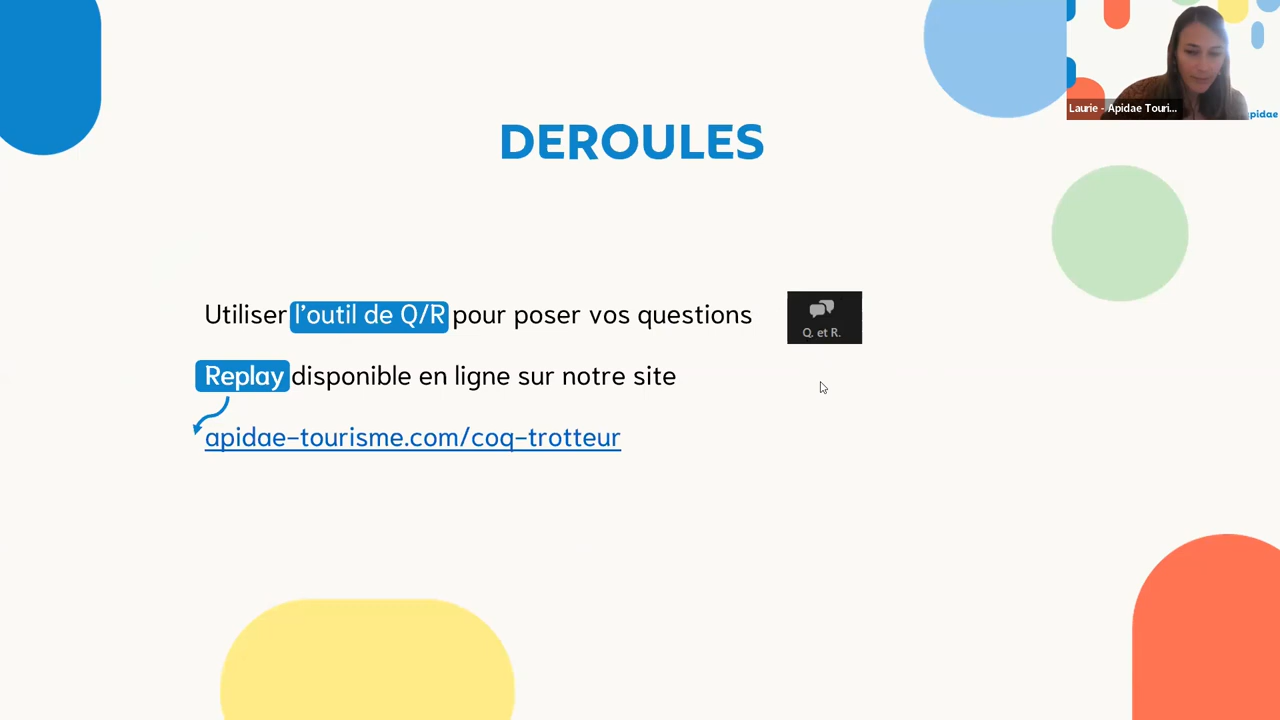 DEROULES
Utiliser l'outil de Q/R pour poser vos questions
Q. et R.
Replay disponible en ligne sur notre site
apidae-tourisme.com/coq-trotteur
Laurie - Apidae Touri...
apidae